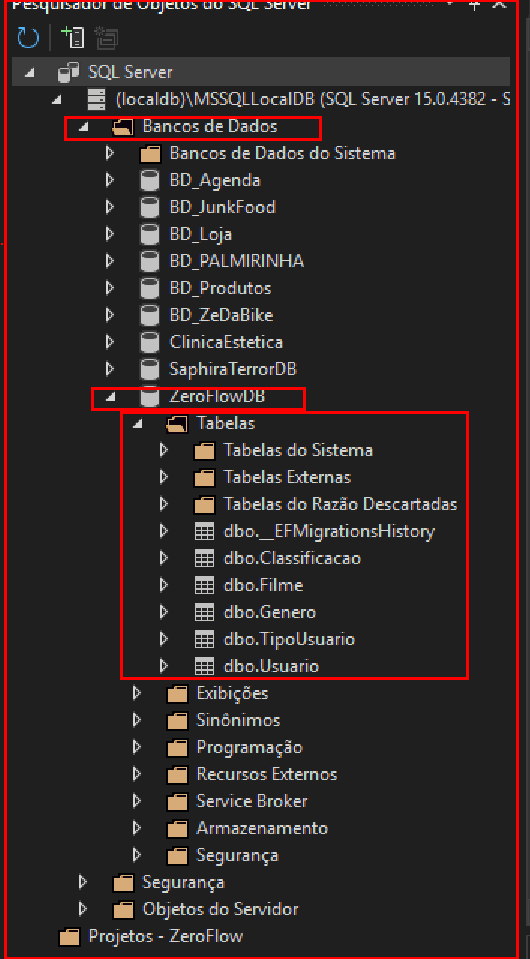 Pesquisador de Objetos do SQL Server
SQL Server
(localdb)\MSSQLLocalDB (SQL Server 15.0.4382 - S
Bancos de Dados
Bancos de Dados do Sistema
BD_Agenda
BD_JunkFood
BD_Loja
BD_PALMIRINHA
BD_Produtos
BD_ZeDaBike
ClinicaEstetica
SaphiraTerrorDB
ZeroFlowDB
Tabelas
Tabelas do Sistema
Tabelas Externas
Tabelas do Razão Descartadas
dbo.__EFMigrationsHistory
dbo.Classificacao
dbo.Filme
dbo.Genero
dbo.TipoUsuario
dbo.Usuario
Exibições
Sinônimos
Programação
Recursos Externos
Service Broker
Armazenamento
Segurança
Segurança
Objetos do Servidor
Projetos - ZeroFlow